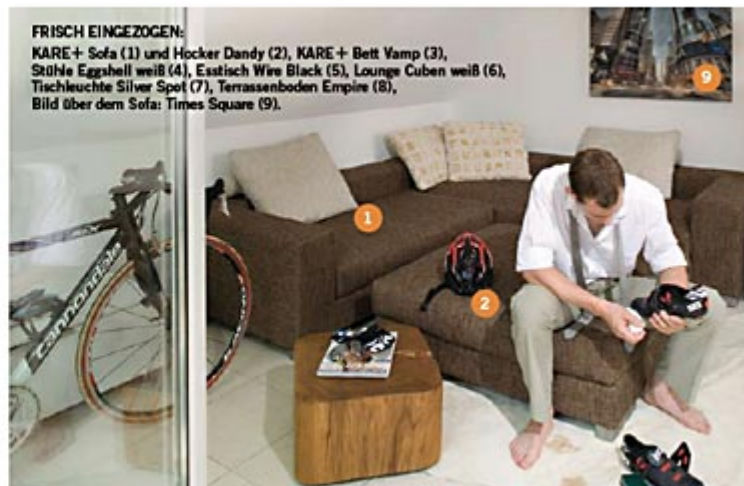 FRISCH EINGEZOGEN:
KARE+ Sofa (1) und Hocker Dandy (2), KARE+ Bett Vamp (3),
Stühle Eggshell weiß (4), Esstisch Wire Black (5), Lounge Cuben weiß (6),
Tischleuchte Silver Spot (7), Terrassenboden Empire (8),
Bild über dem Sofa: Times Square (9).
9
1
2
cannondale